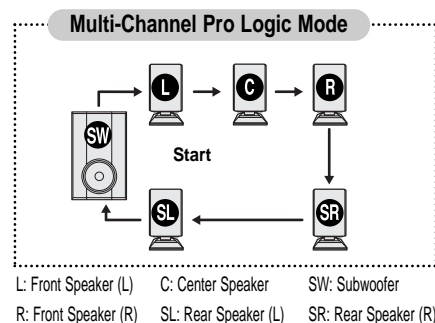 Multi-Channel Pro Logic Mode
L C R
SW
Start
SL SR
L: Front Speaker (L) C: Center Speaker SW: Subwoofer
R: Front Speaker (R) SL: Rear Speaker (L) SR: Rear Speaker (R)